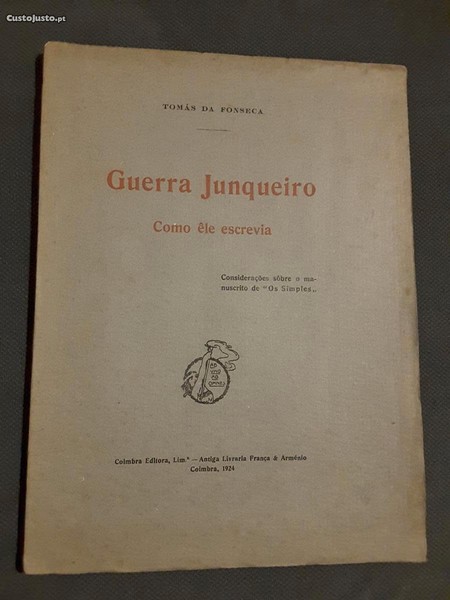 CustoJusto.pt
TOMÁS DA FONSECA
Guerra Junqueiro
Como êle escrevia
Considerações sôbre o ma-
nuscrito de "Os Simples„
Coimbra Editora, Lim.ª — Antiga Livraria França & Arménio
Coimbra, 1924